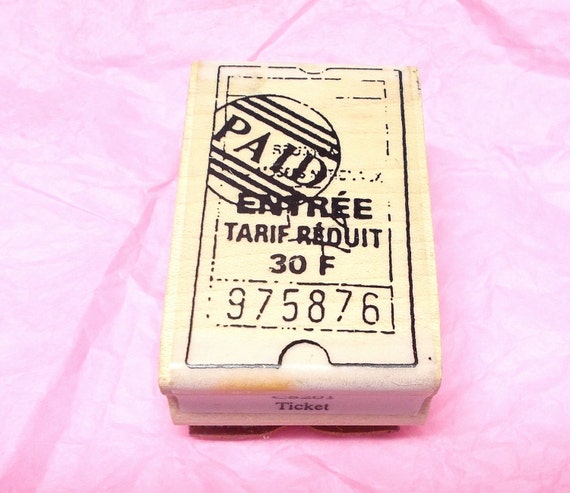 PAID
ENTRÉE
TARIF RÉDUIT
30 F
975876
Ticket